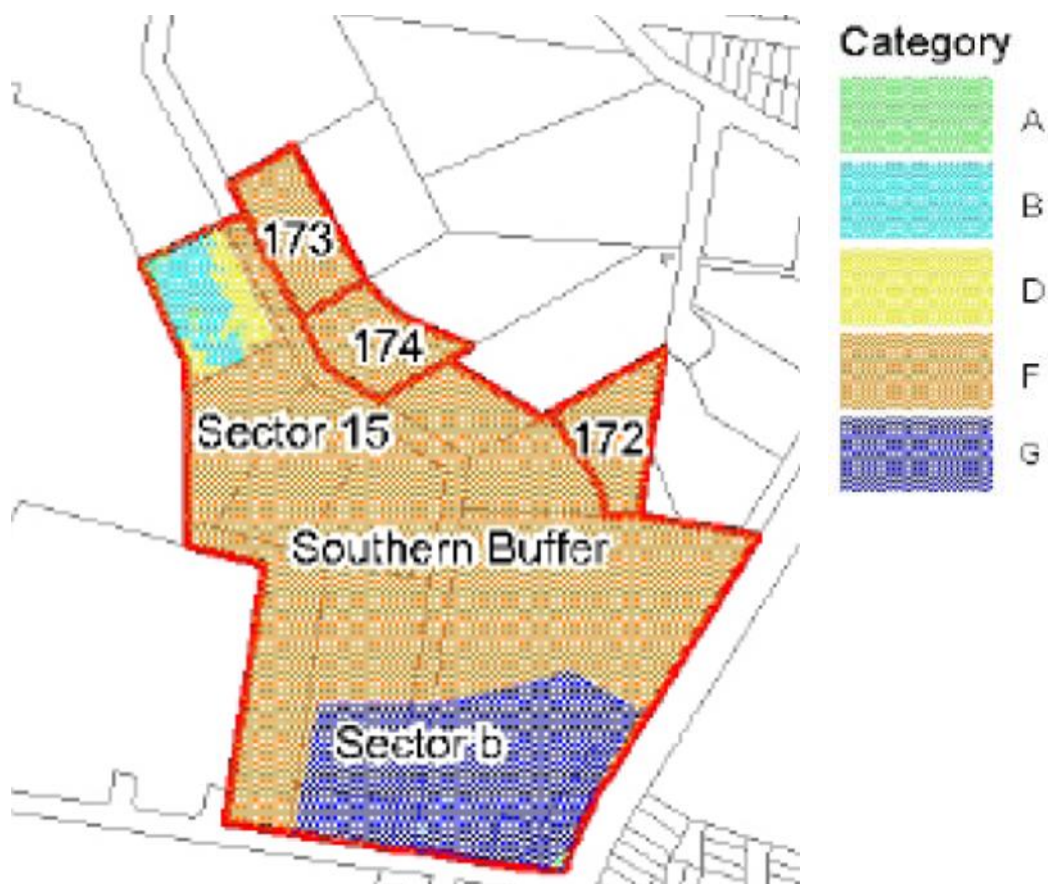 Category
A
B
D
F
G
173
174
172
Sector 15
Southern Buffer
Sector b